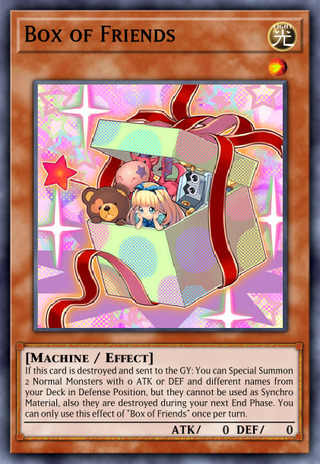 Box of Friends
LIGHT
光
[Machine / Effect]
If this card is destroyed and sent to the GY: You can Special Summon
2 Normal Monsters with 0 ATK or DEF and different names from
your Deck in Defense Position, but they cannot be used as Synchro
Material, also they are destroyed during your next End Phase. You
can only use this effect of "Box of Friends" once per turn.
ATK/ 0 DEF/ 0